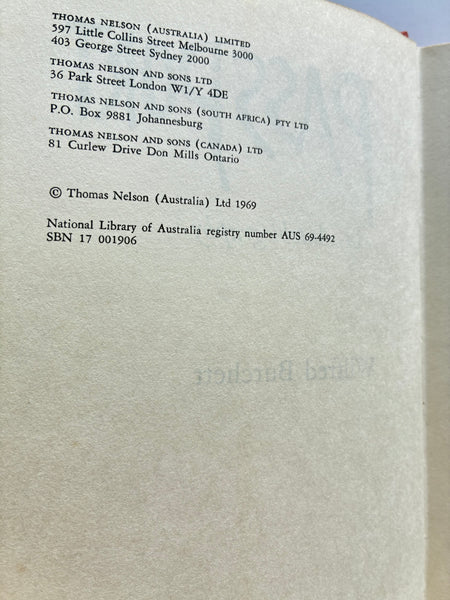 THOMAS NELSON (AUSTRALIA) LIMITED
597 Little Collins Street Melbourne 3000
403 George Street Sydney 2000
THOMAS NELSON AND SONS LTD
36 Park Street London W1/Y 4DE
THOMAS NELSON AND SONS (SOUTH AFRICA) PTY LTD
P.O. Box 9881 Johannesburg
THOMAS NELSON AND SONS (CANADA) LTD
81 Curlew Drive Don Mills Ontario
© Thomas Nelson (Australia) Ltd 1969
National Library of Australia registry number AUS 69-4492
SBN 17 001906
Wilfred Burchett